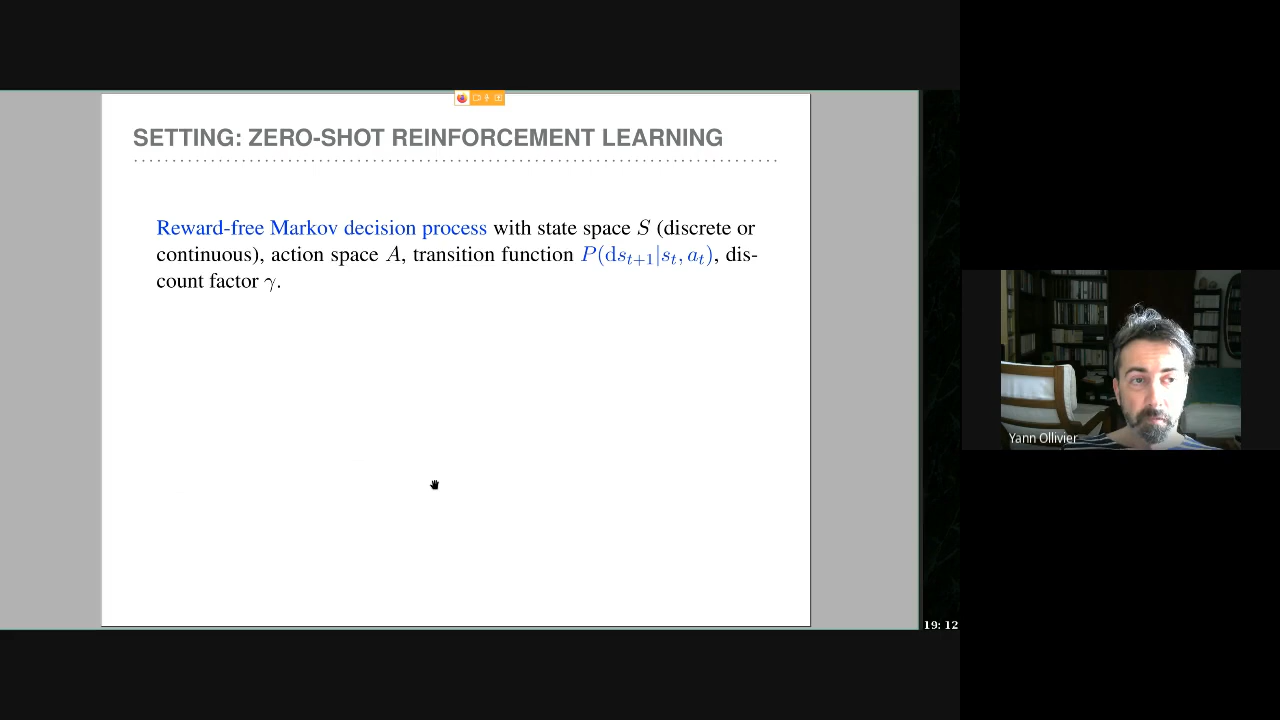 SETTING: ZERO-SHOT REINFORCEMENT LEARNING
Reward-free Markov decision process with state space S (discrete or
continuous), action space A, transition function P(ds_{t+1}|s_t, a_t), dis-
count factor γ.
Yann Ollivier
19: 12